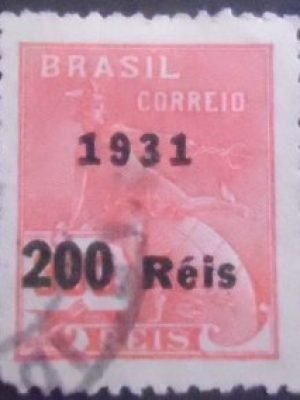 BRASIL
CORREIO
1931
200 Réis
REIS